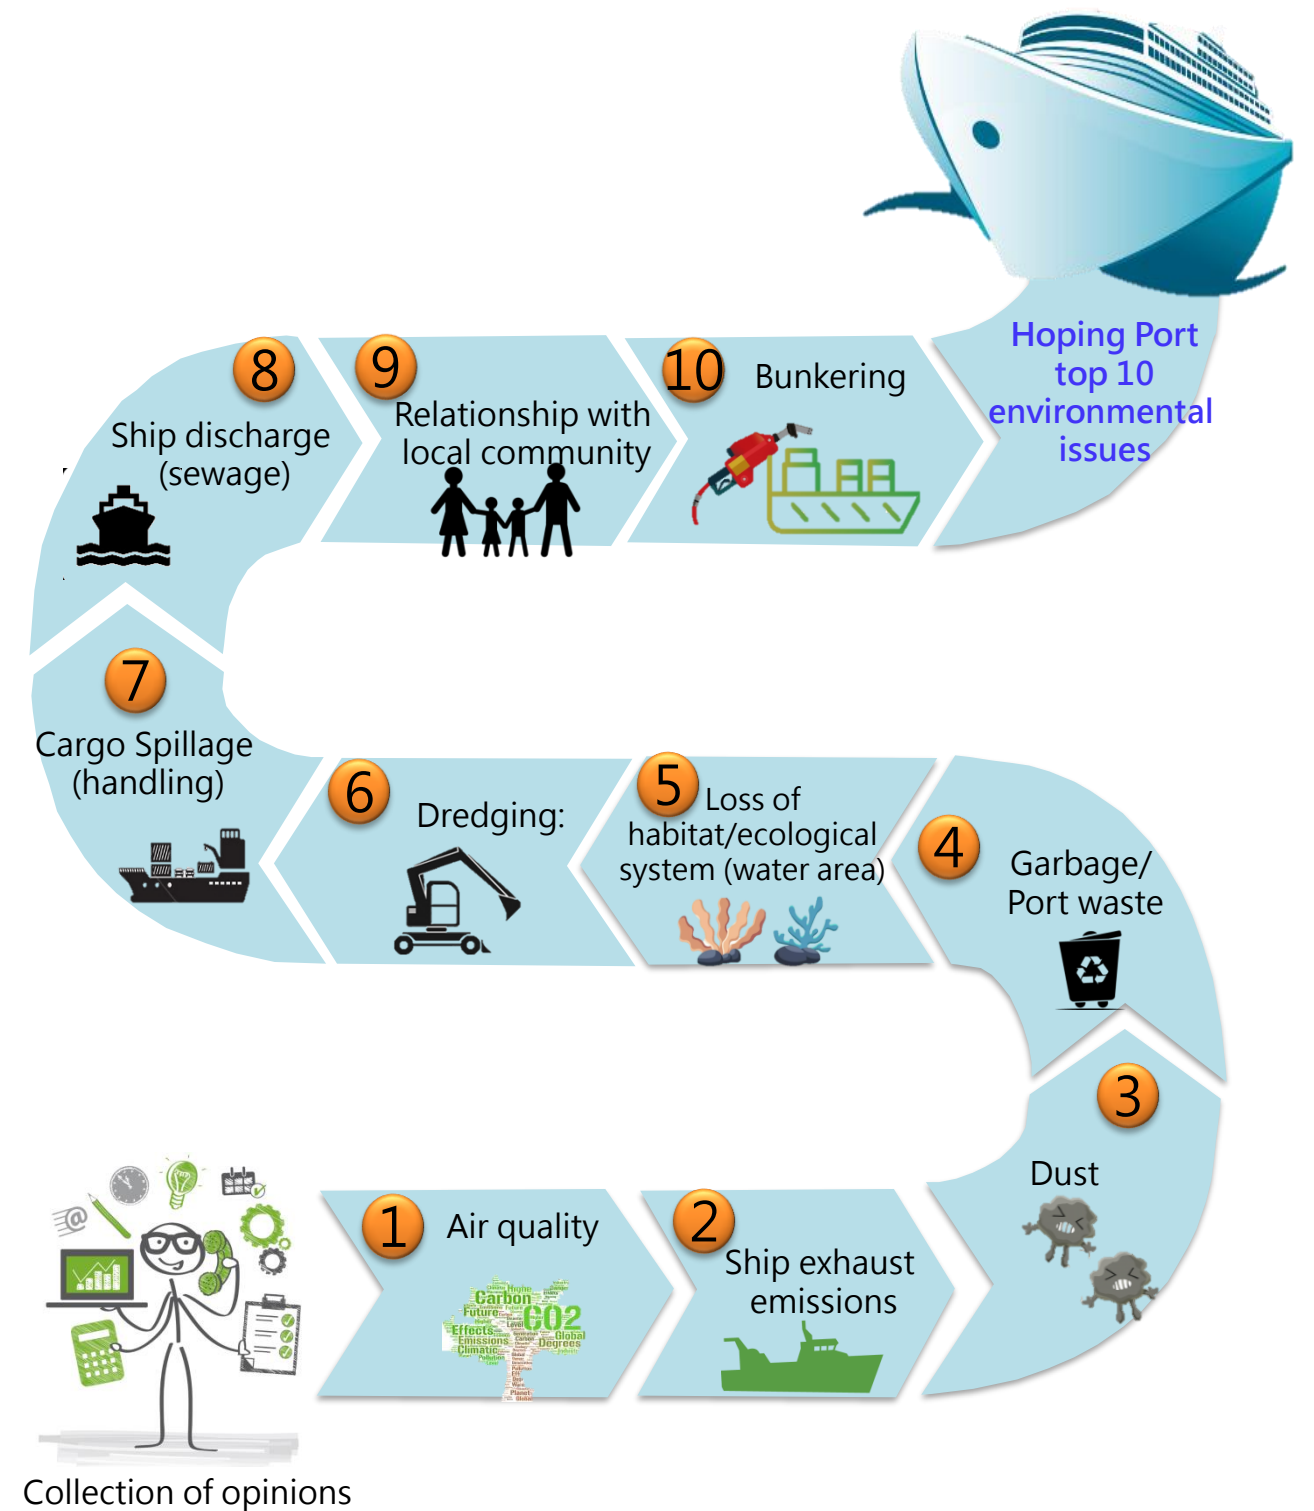 Hoping Port
top 10
environmental
issues
8
Ship discharge
(sewage)
9
Relationship with
local community
10
Bunkering
7
Cargo Spillage
(handling)
6
Dredging:
5
Loss of
habitat/ecological
system (water area)
4
Garbage/
Port waste
3
Dust
1
Air quality
Carbon
CO2
Future
Effects
Emissions
Climatic
Global
Degrees
Planet
2
Ship exhaust
emissions
@
Collection of opinions